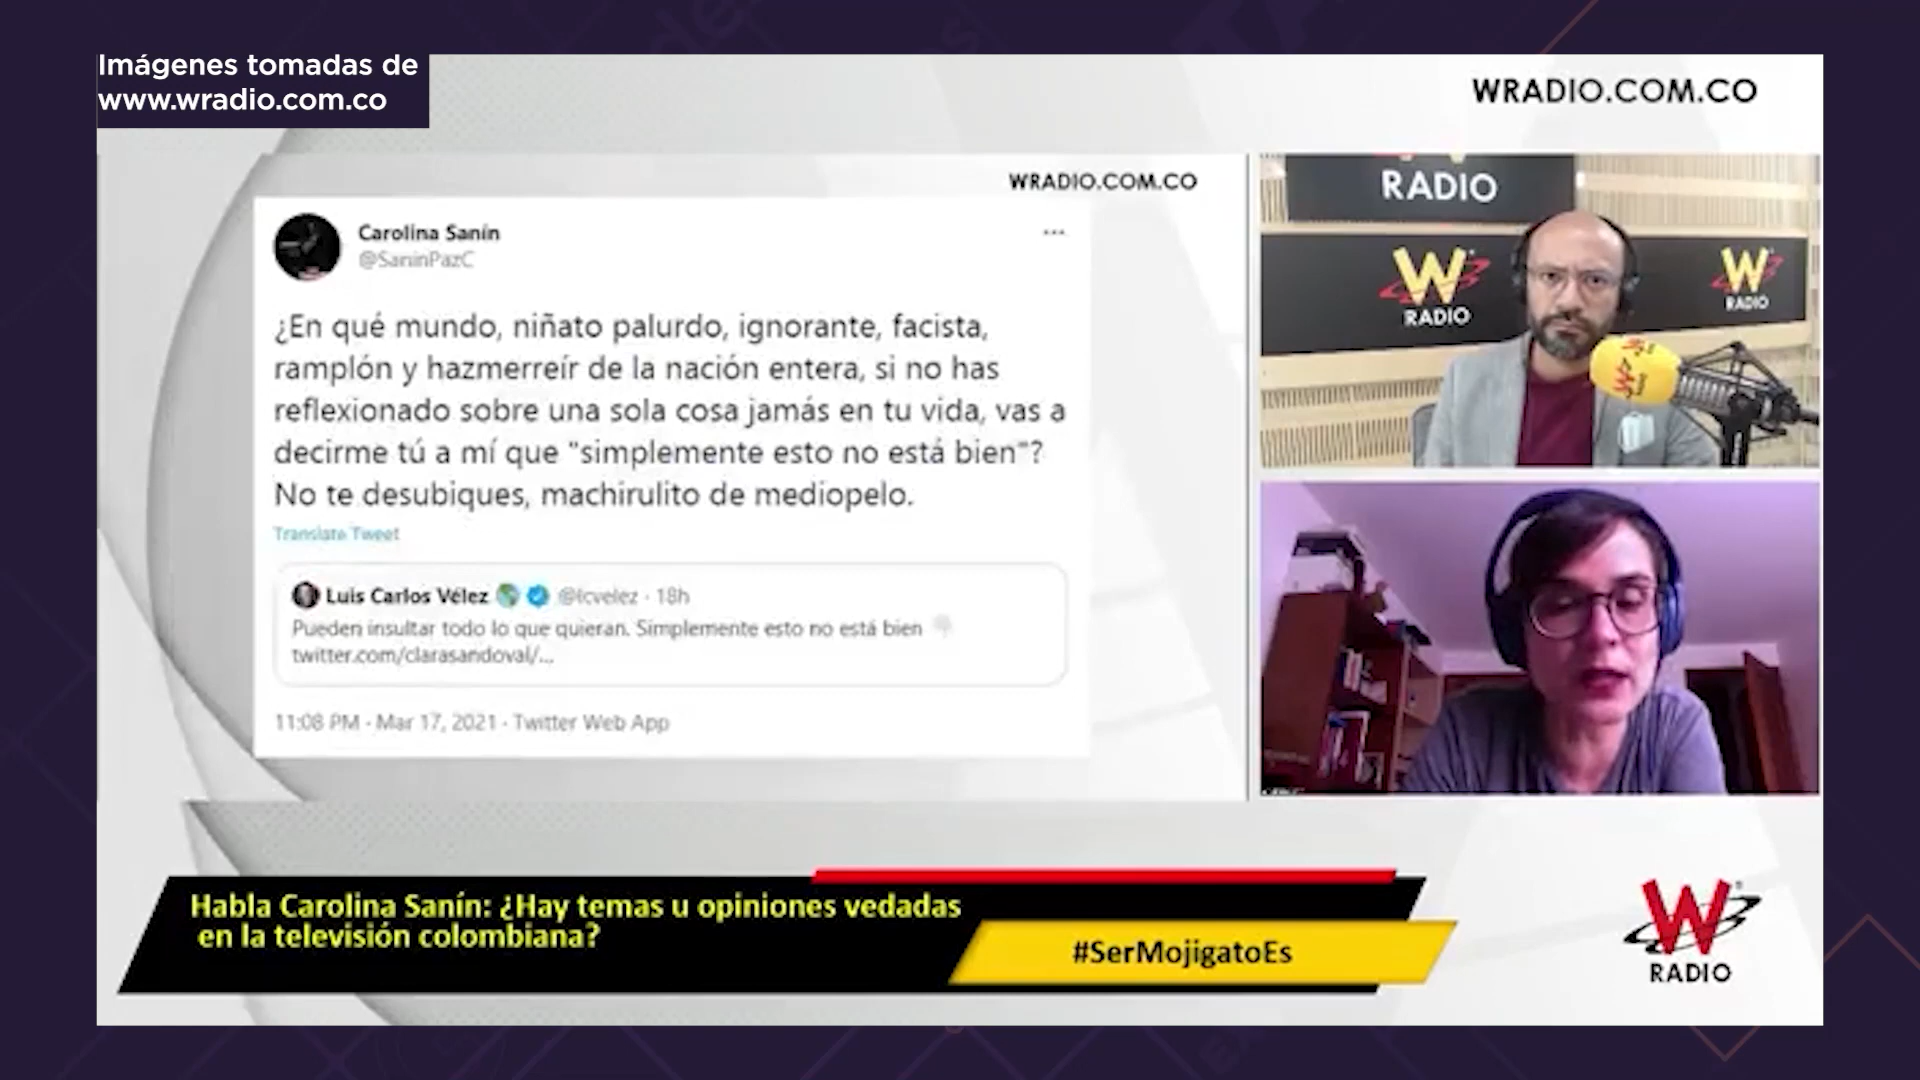 Imágenes tomadas de
www.wradio.com.co
WRADIO.COM.CO
WRADIO.COM.CO
Carolina Sanín
@SaninPazC
¿En qué mundo, niñato palurdo, ignorante, facista,
ramplón y hazmerreír de la nación entera, si no has
reflexionado sobre una sola cosa jamás en tu vida, vas a
decirme tú a mí que "simplemente esto no está bien"?
No te desubiques, machirulito de mediopelo.
Translate Tweet
Luis Carlos Vélez @lcvelez · 18h
Pueden insultar todo lo que quieran. Simplemente esto no está bien
twitter.com/clarasandoval/...
11:08 PM · Mar 17, 2021 · Twitter Web App
RADIO
W
RADIO
W
RADIO
W
Habla Carolina Sanín: ¿Hay temas u opiniones vedadas
en la televisión colombiana?
#SerMojigatoEs
W
RADIO